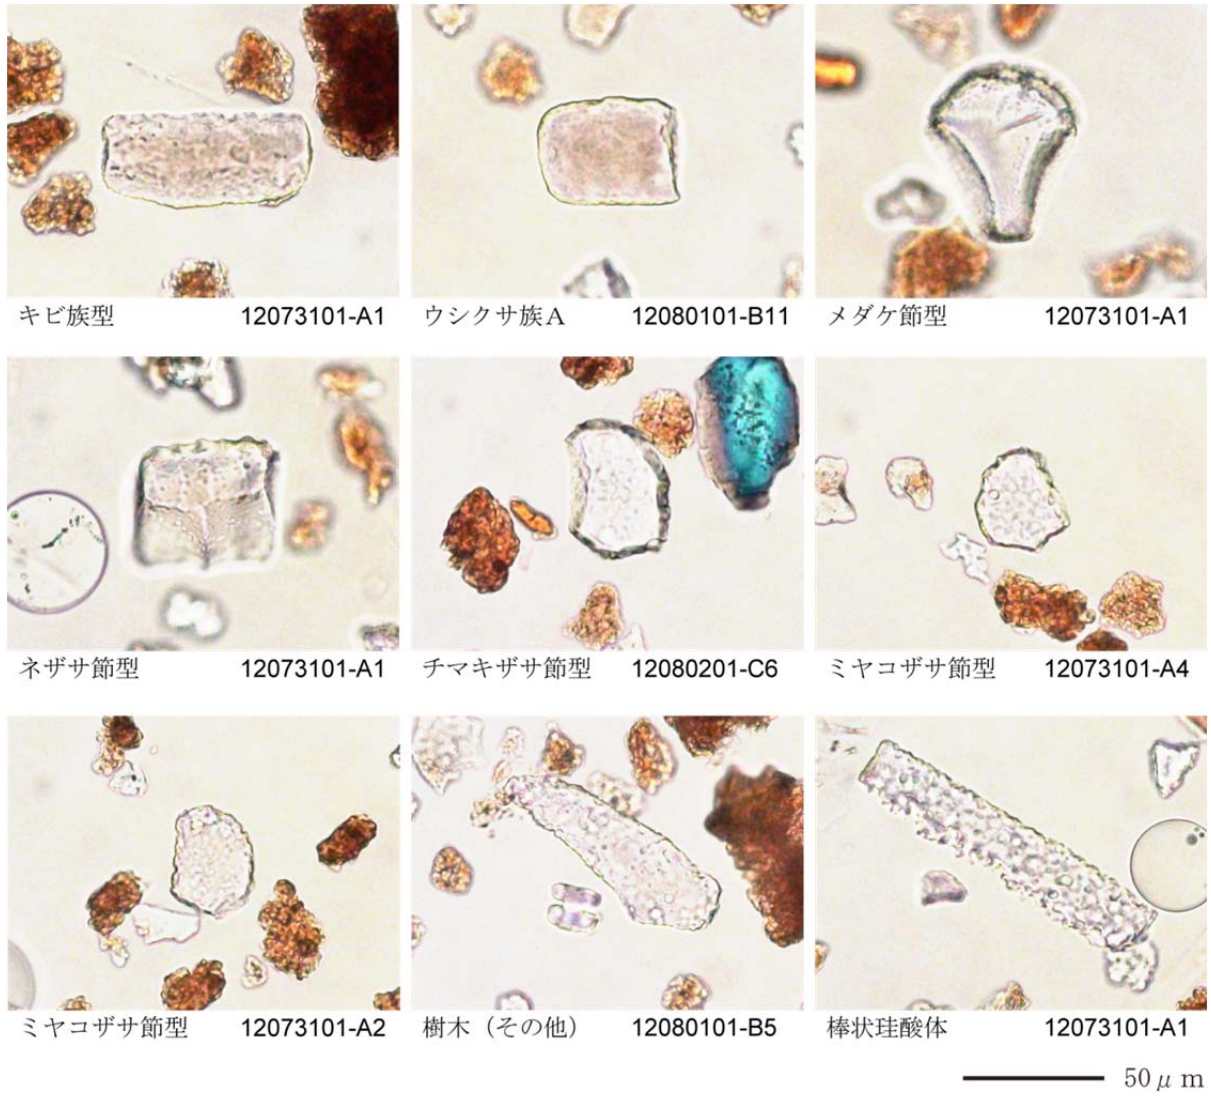 キビ族型 12073101-A1
ウシクサ族A 12080101-B11
メダケ節型 12073101-A1
ネザサ節型 12073101-A1
チマキザサ節型 12080201-C6
ミヤコザサ節型 12073101-A4
ミヤコザサ節型 12073101-A2
樹木（その他） 12080101-B5
棒状珪酸体 12073101-A1
50μm